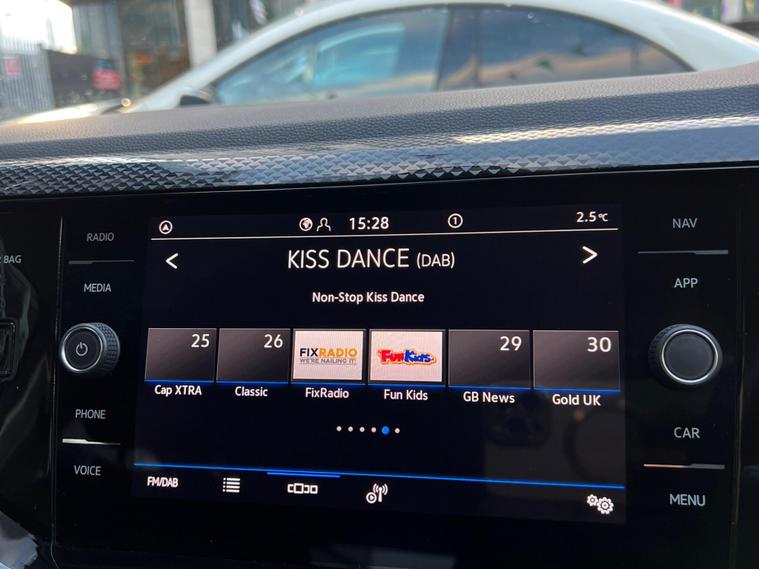 RADIO
MEDIA
PHONE
VOICE
BAG
15:28
1
2.5°C
< KISS DANCE (DAB) >
Non-Stop Kiss Dance
25
26
FIXRADIO
WE'RE NAILING IT!
Fun Kids
29
30
Cap XTRA
Classic
FixRadio
Fun Kids
GB News
Gold UK
FM/DAB
NAV
APP
CAR
MENU